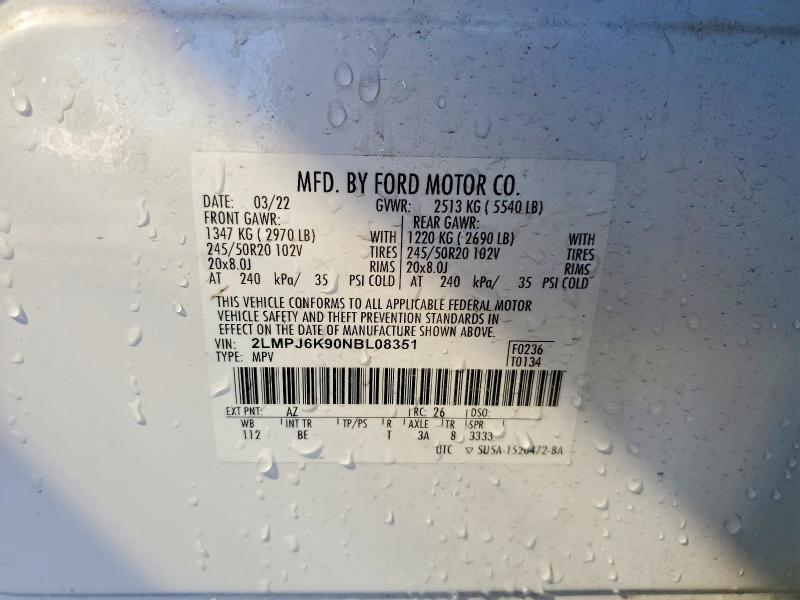 MFD. BY FORD MOTOR CO.
DATE: 03/22 GVWR: 2513 KG ( 5540 LB)
FRONT GAWR: REAR GAWR:
1347 KG ( 2970 LB) WITH 1220 KG ( 2690 LB) WITH
245/50R20 102V TIRES 245/50R20 102V TIRES
20x8.0J RIMS 20x8.0J RIMS
AT 240 kPa/ 35 PSI COLD AT 240 kPa/ 35 PSI COLD
THIS VEHICLE CONFORMS TO ALL APPLICABLE FEDERAL MOTOR
VEHICLE SAFETY AND THEFT PREVENTION STANDARDS IN
EFFECT ON THE DATE OF MANUFACTURE SHOWN ABOVE.
VIN: 2LMPJ6K90NBL08351 F0236
TYPE: MPV T0134
EXT PNT: AZ RC: 26 DSO:
WB INT TR TP/PS R AXLE TR SPR
112 BE T 3A 8 3333
UTC ▽ 5U5A-1520472-BA